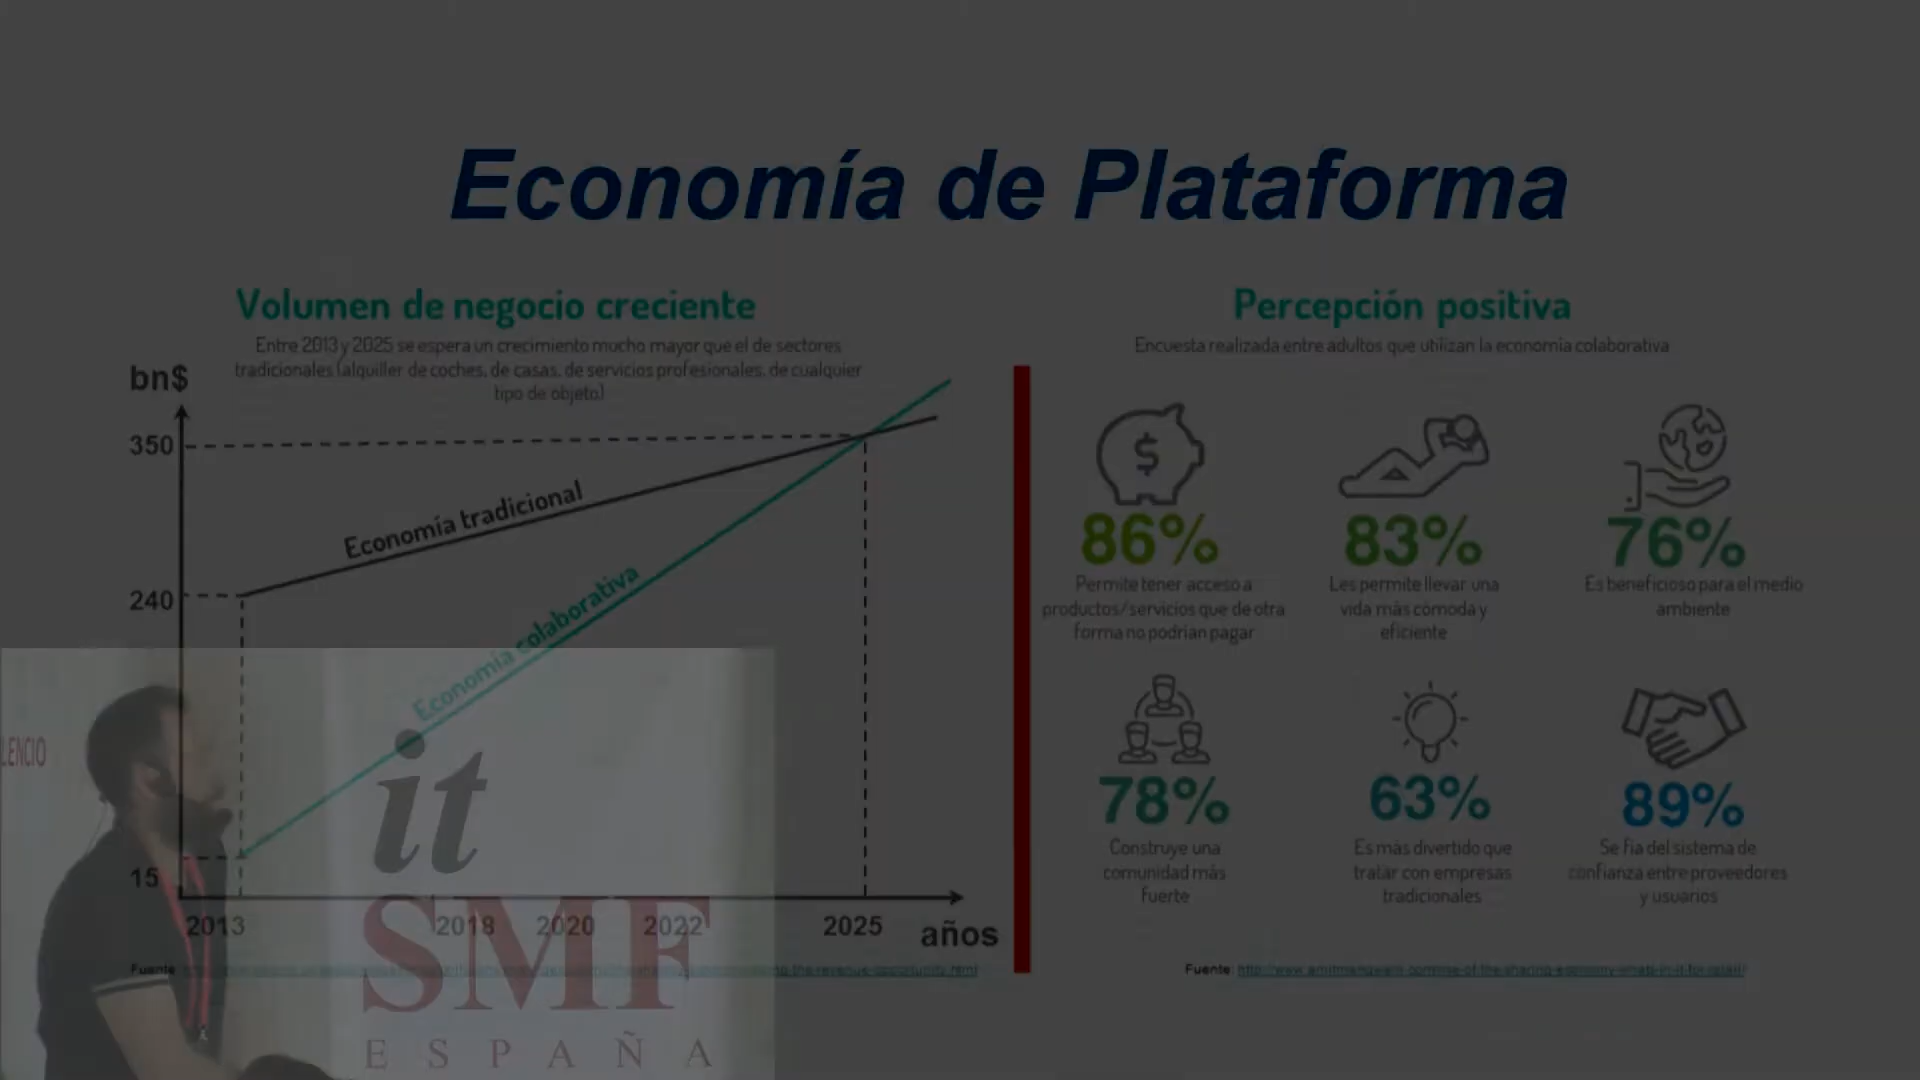 Economía de Plataforma
Volumen de negocio creciente
Entre 2013 y 2025 se espera un crecimiento mucho mayor que el de sectores
tradicionales (alquiller de coches, de casas, de servicios profesionales, de cualquier
tipo de objeto)
bn$
350
240
15
Economía tradicional
Economía colaborativa
2013
2018
2020
2022
2025
años
Fuente
the-revenue-opportunity.html
Percepción positiva
Encuesta realizada entre adultos que utilizan la economía colaborativa
86%
Permite tener acceso a
productos/servicios que de otra
forma no podrían pagar
83%
Les permite llevar una
vida más cómoda y
eficiente
76%
Es beneficioso para el medio
ambiente
78%
Construye una
comunidad más
fuerte
63%
Es más divertido que
tratar con empresas
tradicionales
89%
Se fía del sistema de
confianza entre proveedores
y usuarios
Fuente:
LENCIO
it
SMF
ESPAÑA